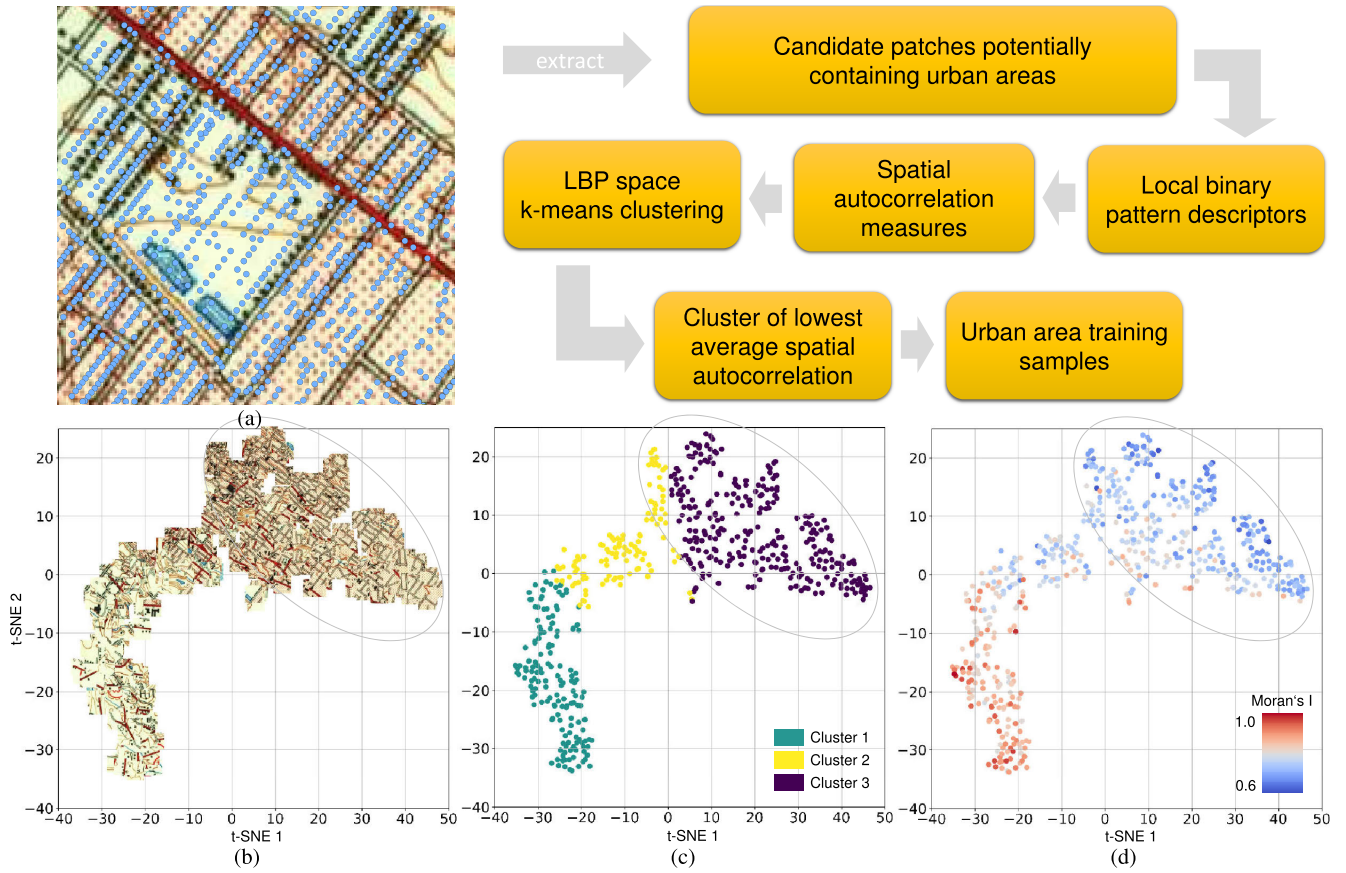 extract
Candidate patches potentially
containing urban areas
Local binary
pattern descriptors
Spatial
autocorrelation
measures
LBP space
k-means clustering
Cluster of lowest
average spatial
autocorrelation
Urban area training
samples
(a)
20
10
0
−10
−20
−30
−40
t-SNE 2
−40 −30 −20 −10 0 10 20 30 40 50
t-SNE 1
(b)
20
10
0
−10
−20
−30
−40
Cluster 1
Cluster 2
Cluster 3
−40 −30 −20 −10 0 10 20 30 40 50
t-SNE 1
(c)
20
10
0
−10
−20
−30
−40
Moran‘s I
1.0
0.6
−40 −30 −20 −10 0 10 20 30 40 50
t-SNE 1
(d)